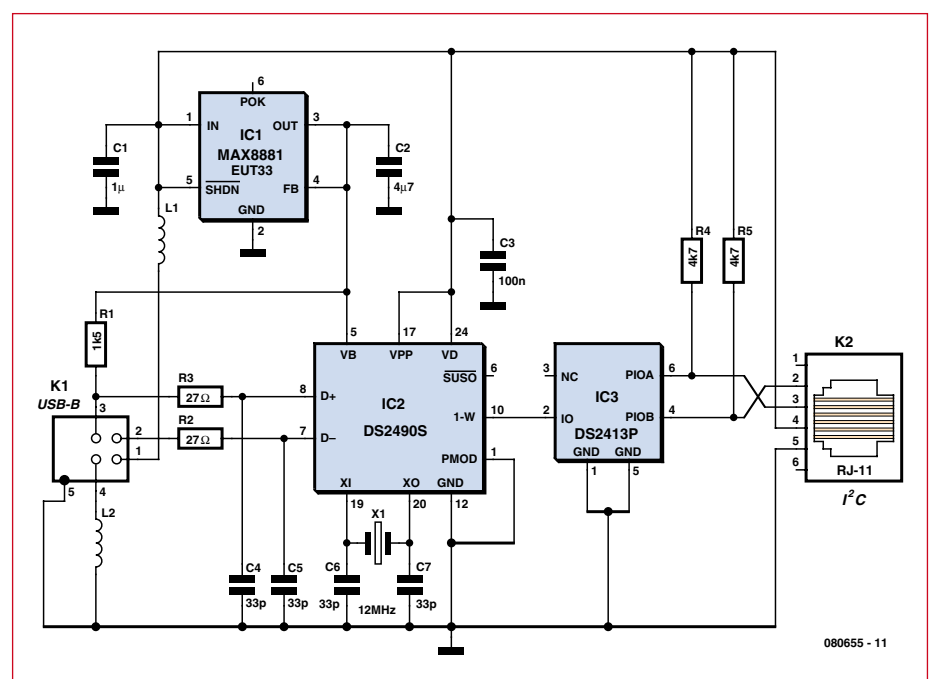 6
POK
1
IN
OUT
3
IC1
MAX8881
EUT33
5
SHDN
FB
4
GND
2
C1
1µ
C2
4µ7
L1
C3
100n
R4
4k7
R5
4k7
R1
1k5
K1
USB-B
3
2
1
4
5
R3
27Ω
R2
27Ω
L2
5
17
24
VB
VPP
VD
SUSO
6
8
D+
7
D–
IC2
DS2490S
1-W
10
PMOD
1
XI
XO
GND
19
20
12
X1
C4
33p
C5
33p
C6
33p
12MHz
C7
33p
3
NC
PIOA
6
IC3
2
IO
PIOB
4
DS2413P
GND
GND
1
5
K2
1
2
3
4
5
6
RJ-11
I²C
080655 - 11